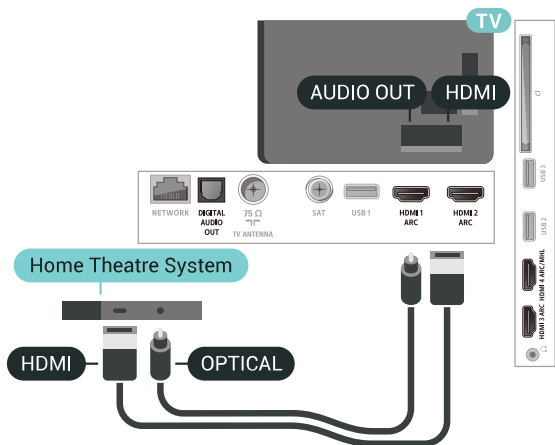 TV
AUDIO OUT
HDMI
CI
USB 3
USB 2
HDMI 4 ARC/MHL
HDMI 3 ARC
NETWORK
DIGITAL
AUDIO
OUT
75 Ω
TV ANTENNA
SAT
USB 1
HDMI 1
ARC
HDMI 2
ARC
Home Theatre System
HDMI
OPTICAL